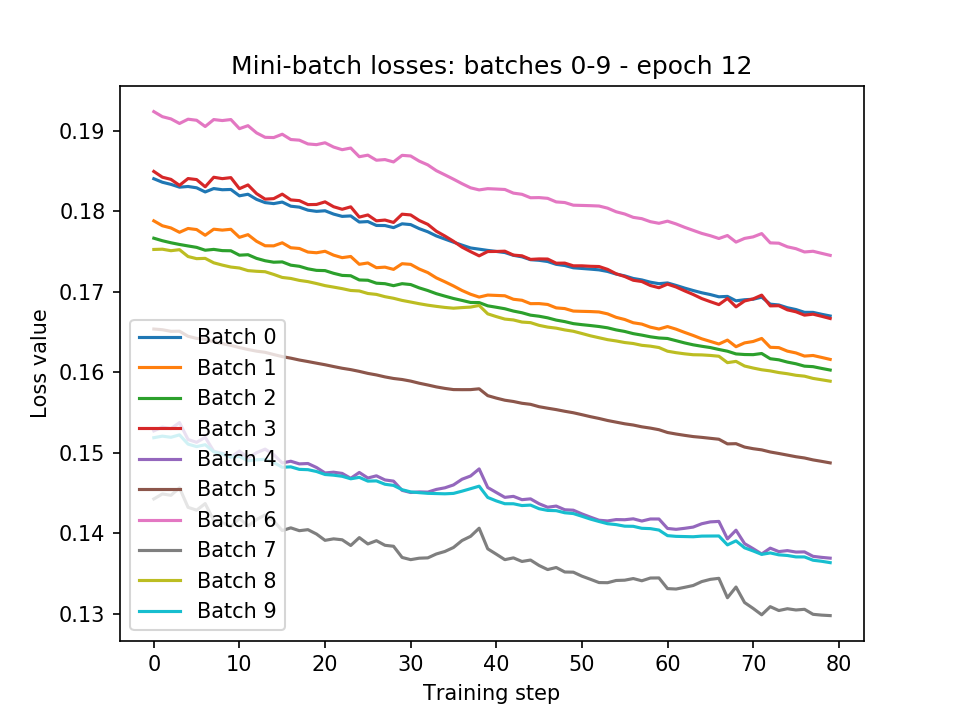 Mini-batch losses: batches 0-9 - epoch 12
Loss value
0.19
0.18
0.17
0.16
0.15
0.14
0.13
Batch 0
Batch 1
Batch 2
Batch 3
Batch 4
Batch 5
Batch 6
Batch 7
Batch 8
Batch 9
0 10 20 30 40 50 60 70 80
Training step